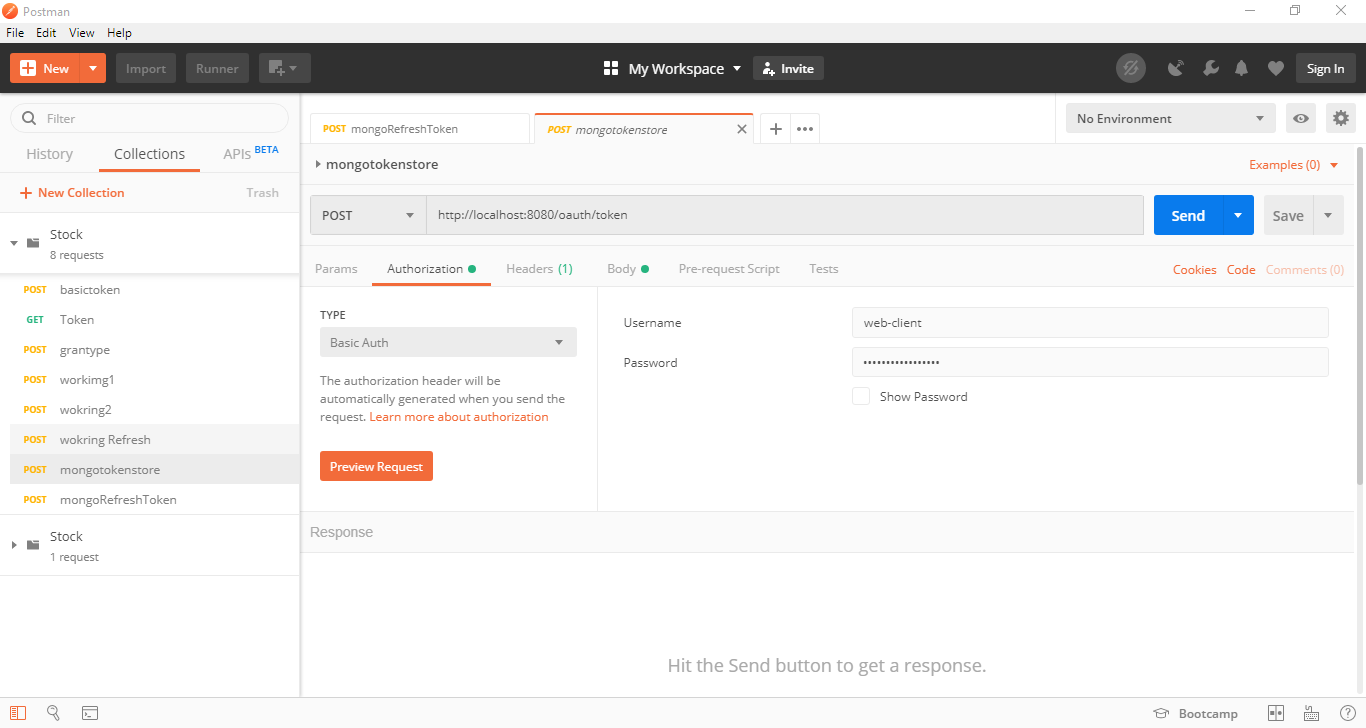 Postman
File Edit View Help
New Import Runner My Workspace Invite Sign In
Filter
History Collections APIs BETA
New Collection Trash
Stock
8 requests
POST basictoken
GET Token
POST grantype
POST workimg1
POST wokring2
POST wokring Refresh
POST mongotokenstore
POST mongoRefreshToken
Stock
1 request
POST mongoRefreshToken POST mongotokenstore No Environment
mongotokenstore Examples (0)
POST http://localhost:8080/oauth/token Send Save
Params Authorization Headers (1) Body Pre-request Script Tests Cookies Code Comments (0)
TYPE
Basic Auth
The authorization header will be
automatically generated when you send the
request. Learn more about authorization
Preview Request
Username web-client
Password •••••••••••••••••
Show Password
Response
Hit the Send button to get a response.
Bootcamp